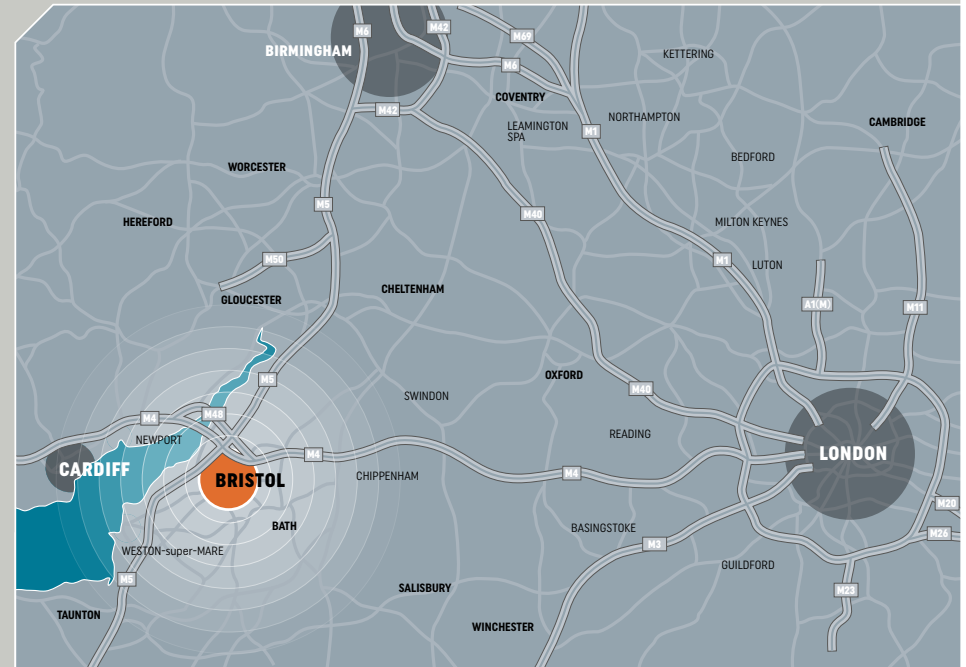 M6
M42
M69
BIRMINGHAM
M6
KETTERING
COVENTRY
M42
LEAMINGTON
SPA
NORTHAMPTON
CAMBRIDGE
M1
WORCESTER
BEDFORD
M5
M40
HEREFORD
MILTON KEYNES
M50
M1
LUTON
CHELTENHAM
GLOUCESTER
A1(M)
M11
M5
OXFORD
M40
SWINDON
M4
M48
NEWPORT
READING
M4
LONDON
CARDIFF
BRISTOL
CHIPPENHAM
M4
M20
BATH
BASINGSTOKE
M26
WESTON-super-MARE
M3
GUILDFORD
M5
SALISBURY
M23
TAUNTON
WINCHESTER